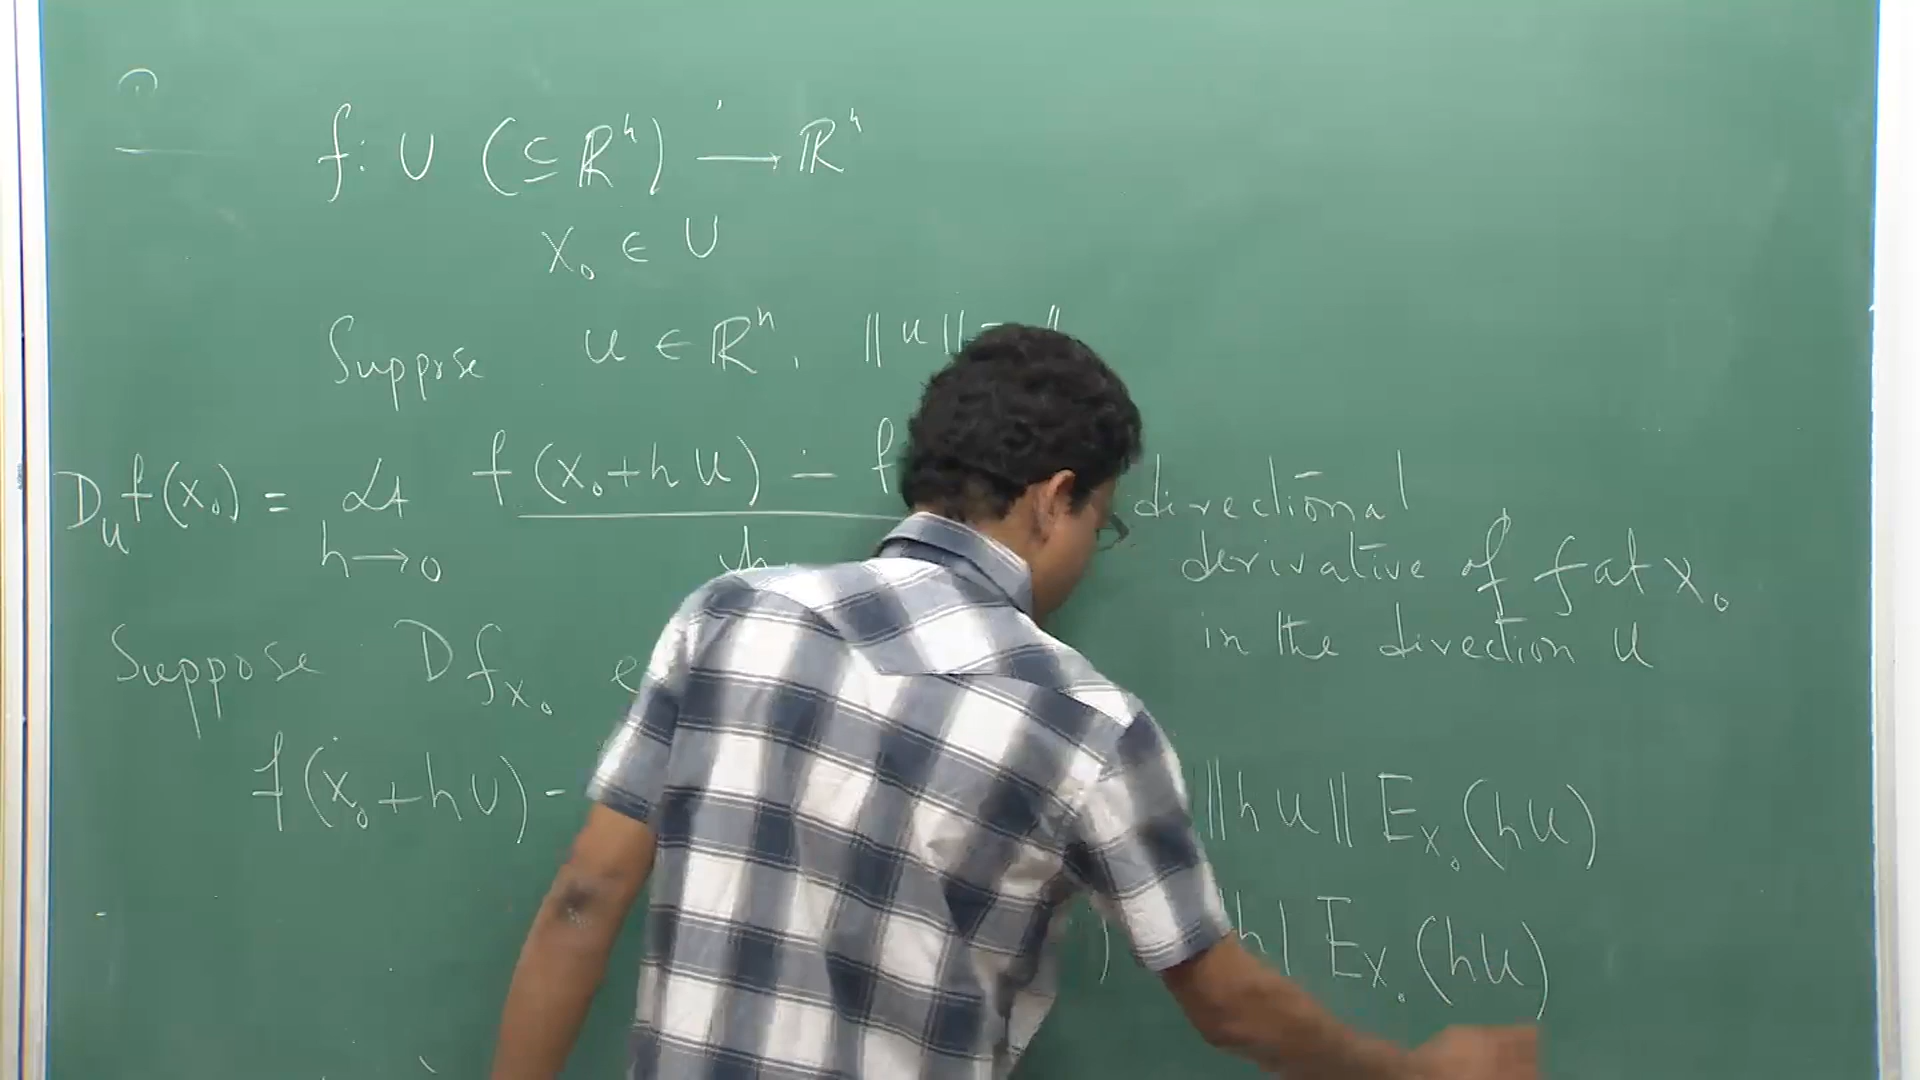 f: U (⊆ ℝⁿ) → ℝⁿ
x₀ ∈ U
Suppose u ∈ ℝⁿ, ||u|| = 1
D_u f(x₀) = Lt h→0 f(x₀+hu) - f
h
directional
derivative of f at x₀
in the direction u
Suppose Df_x₀
f(x₀+hu) - ||hu|| E_x₀(hu)
) h| E_x₀(hu)